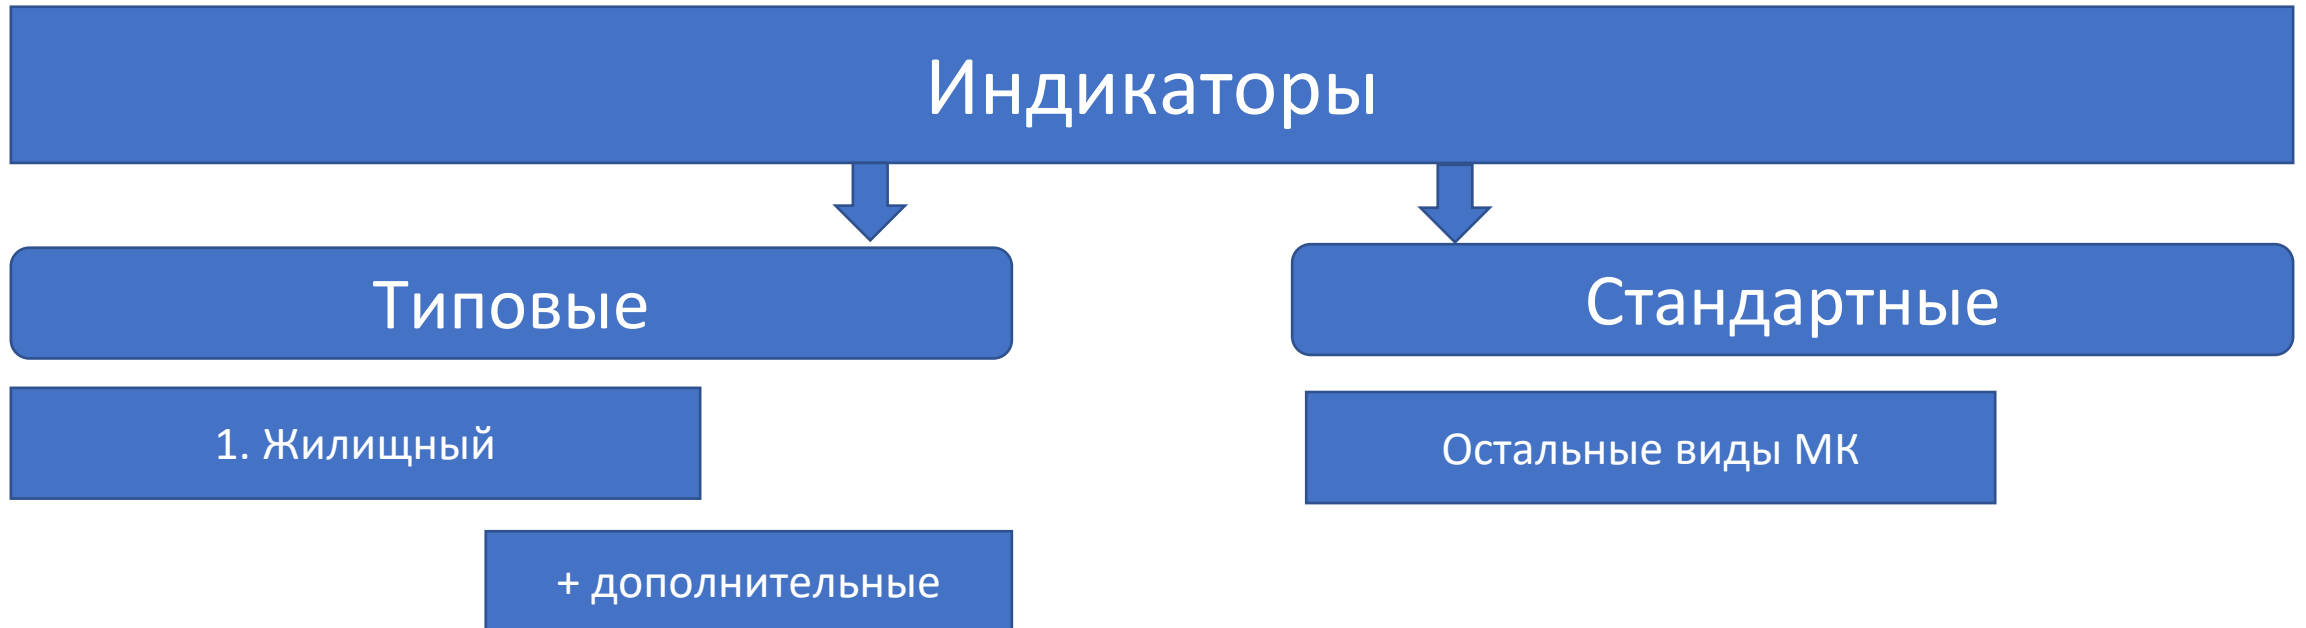 Индикаторы
Типовые
Стандартные
1. Жилищный
Остальные виды МК
+ дополнительные